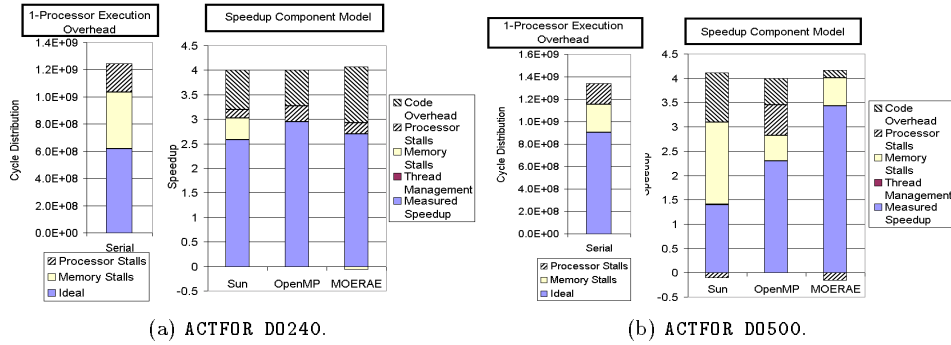 1-Processor Execution
Overhead
1.4E+09
1.2E+09
1.0E+09
8.0E+08
6.0E+08
4.0E+08
2.0E+08
0.0E+00
Cycle Distribution
Serial
Processor Stalls
Memory Stalls
Ideal
Speedup Component Model
4.5
4
3.5
3
2.5
2
1.5
1
0.5
0
-0.5
Speedup
Sun OpenMP MOERAE
Code
Overhead
Processor
Stalls
Memory
Stalls
Thread
Management
Measured
Speedup
(a) ACTFOR DO240.
1-Processor Execution
Overhead
1.6E+09
1.4E+09
1.2E+09
1.0E+09
8.0E+08
6.0E+08
4.0E+08
2.0E+08
0.0E+00
Cycle Distribution
Serial
Processor Stalls
Memory Stalls
Ideal
Speedup Component Model
4.5
4
3.5
3
2.5
2
1.5
1
0.5
0
-0.5
Speedup
Sun OpenMP MOERAE
Code
Overhead
Processor
Stalls
Memory
Stalls
Thread
Management
Measured
Speedup
(b) ACTFOR DO500.